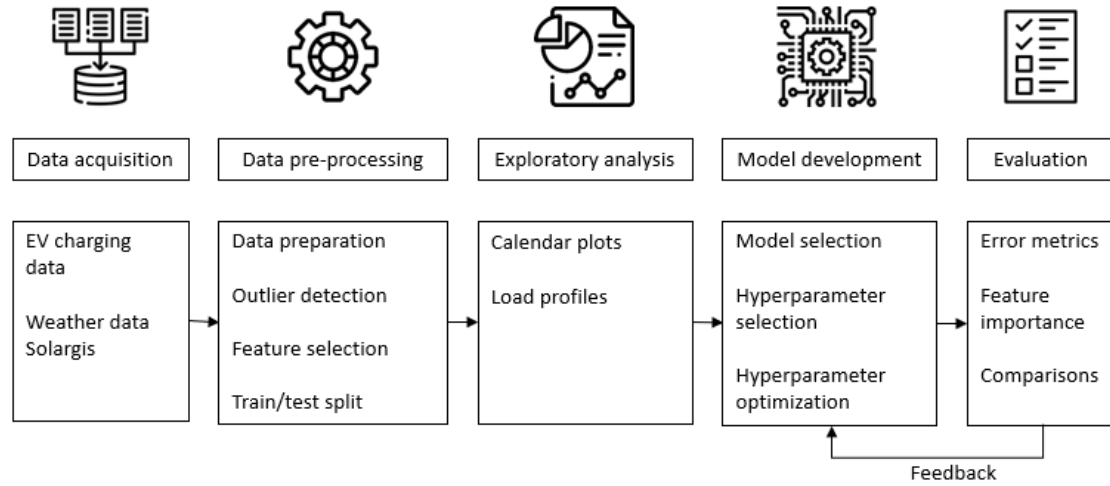 Data acquisition
Data pre-processing
Exploratory analysis
Model development
Evaluation
EV charging
data
Weather data
Solargis
Data preparation
Outlier detection
Feature selection
Train/test split
Calendar plots
Load profiles
Model selection
Hyperparameter
selection
Hyperparameter
optimization
Error metrics
Feature
importance
Comparisons
Feedback